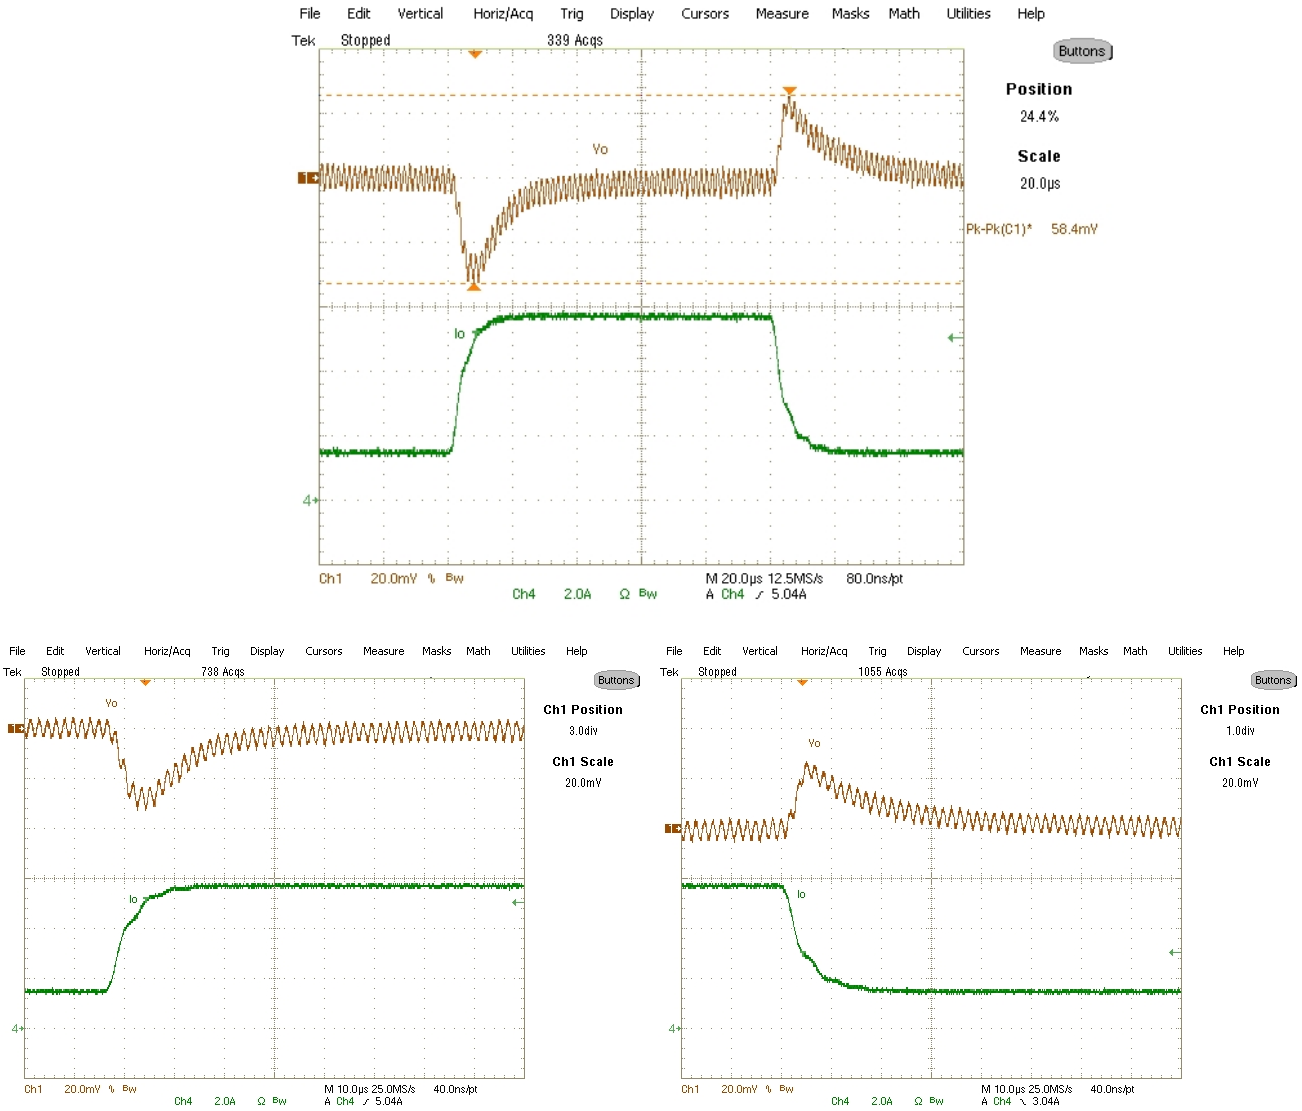 File Edit Vertical Horiz/Acq Trig Display Cursors Measure Masks Math Utilities Help
Tek Stopped 339 Acqs
Buttons
Position
24.4%
Vo
Scale
1
20.0µs
Pk-Pk(C1)* 58.4mV
Io
4
Ch1 20.0mV % Bw M 20.0µs 12.5MS/s 80.0ns/pt
Ch4 2.0A Ω Bw A Ch4 / 5.04A
File Edit Vertical Horiz/Acq Trig Display Cursors Measure Masks Math Utilities Help
Tek Stopped 738 Acqs
Buttons
Vo
Ch1 Position
1
3.0div
Ch1 Scale
20.0mV
Io
4
Ch1 20.0mV % Bw M 10.0µs 25.0MS/s 40.0ns/pt
Ch4 2.0A Ω Bw A Ch4 / 5.04A
File Edit Vertical Horiz/Acq Trig Display Cursors Measure Masks Math Utilities Help
Tek Stopped 1055 Acqs
Buttons
Ch1 Position
1.0div
Vo
Ch1 Scale
20.0mV
1
Io
4
Ch1 20.0mV % Bw M 10.0µs 25.0MS/s 40.0ns/pt
Ch4 2.0A Ω Bw A Ch4 \ 3.04A